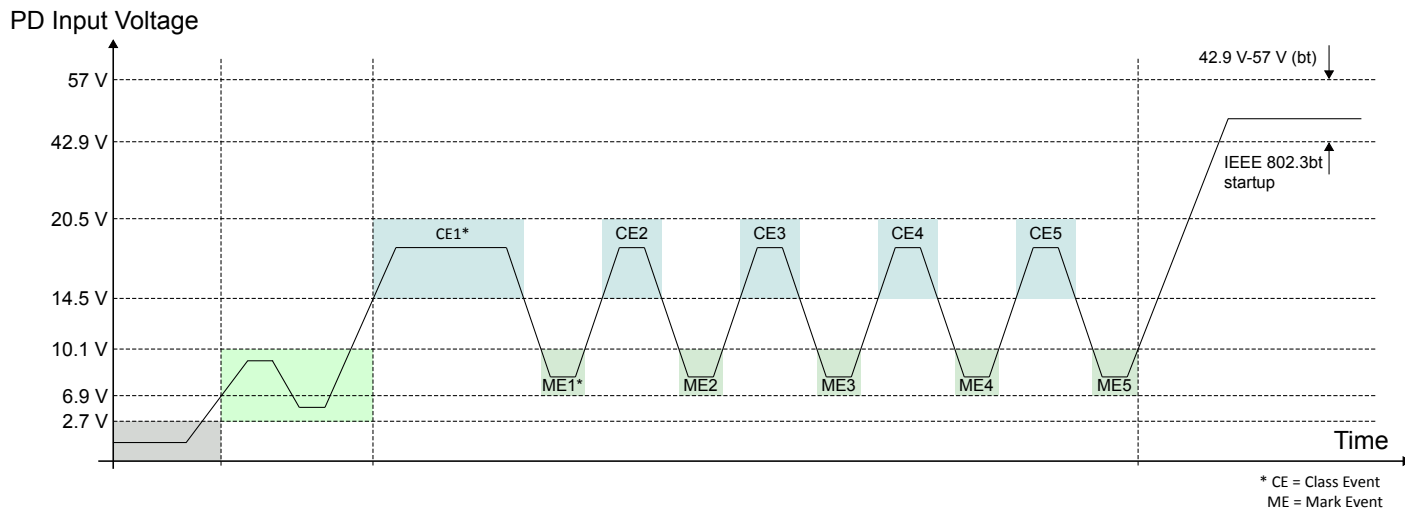 PD Input Voltage
42.9 V-57 V (bt)
57 V
42.9 V
IEEE 802.3bt
startup
20.5 V
CE1*
CE2
CE3
CE4
CE5
14.5 V
10.1 V
ME1*
ME2
ME3
ME4
ME5
6.9 V
2.7 V
Time
* CE = Class Event
ME = Mark Event